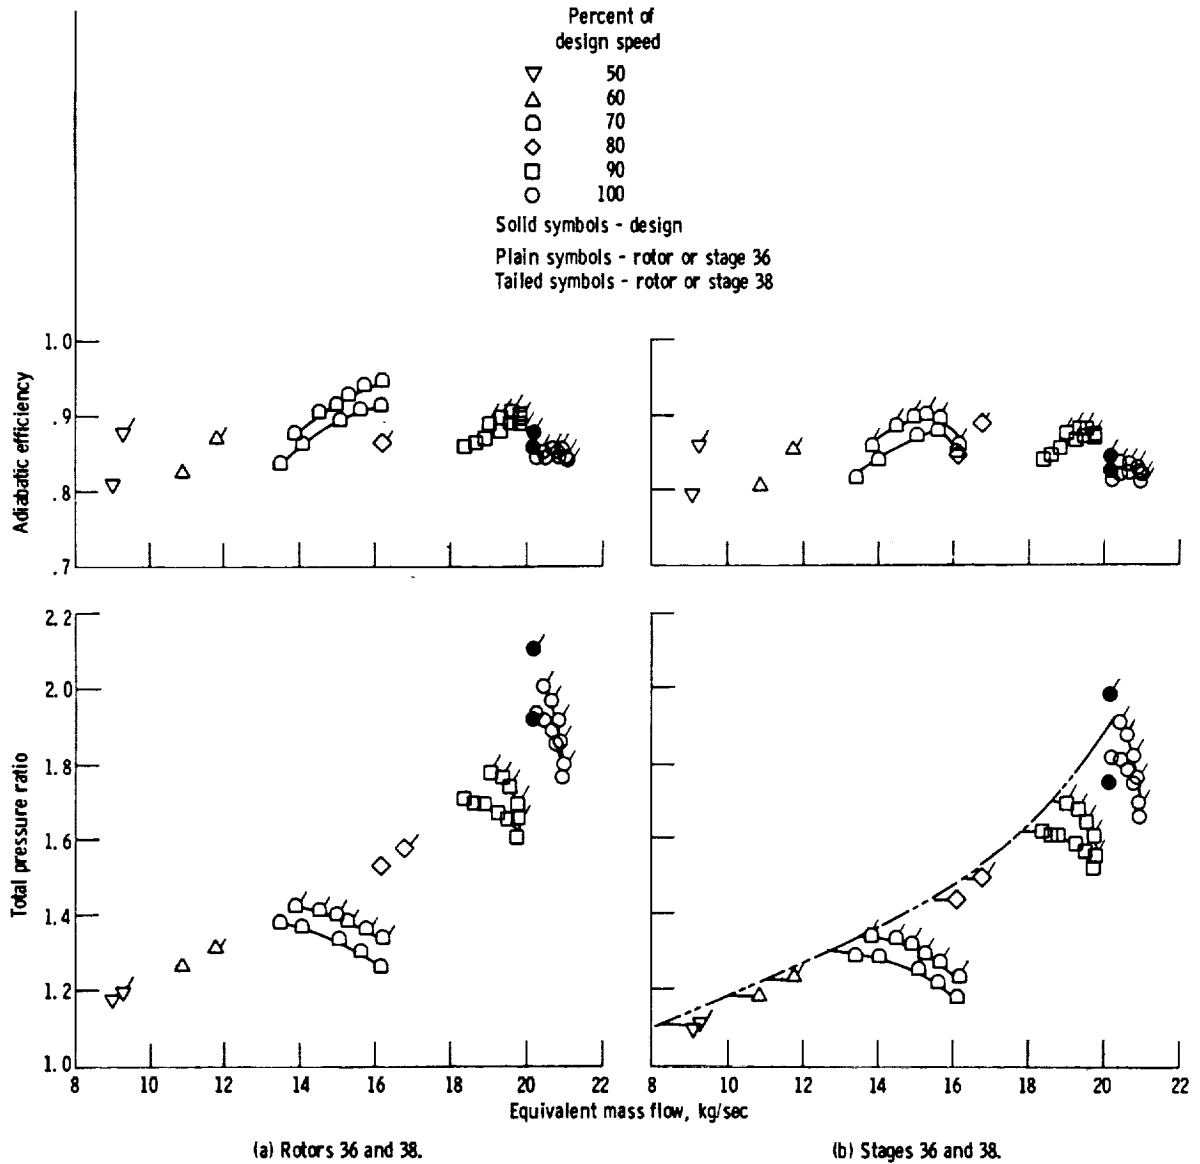 Percent of
design speed
50
60
70
80
90
100
Solid symbols - design
Plain symbols - rotor or stage 36
Tailed symbols - rotor or stage 38
Adiabatic efficiency
1.0
.9
.8
.7
Total pressure ratio
2.2
2.0
1.8
1.6
1.4
1.2
1.0
8 10 12 14 16 18 20 22
8 10 12 14 16 18 20 22
Equivalent mass flow, kg/sec
(a) Rotors 36 and 38.
(b) Stages 36 and 38.